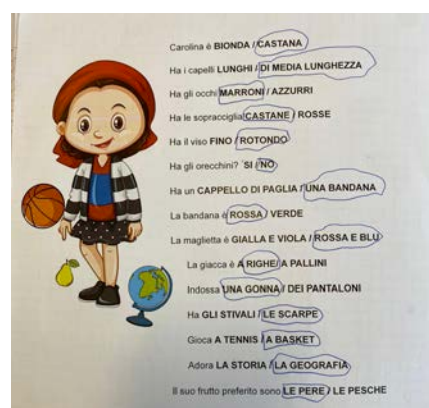 Carolina è BIONDA / CASTANA
Ha i capelli LUNGHI / DI MEDIA LUNGHEZZA
Ha gli occhi MARRONI / AZZURRI
Ha le sopracciglia CASTANE / ROSSE
Ha il viso FINO / ROTONDO
Ha gli orecchini? SI / NO
Ha un CAPPELLO DI PAGLIA / UNA BANDANA
La bandana è ROSSA / VERDE
La maglietta è GIALLA E VIOLA / ROSSA E BLU
La giacca è A RIGHE / A PALLINI
Indossa UNA GONNA / DEI PANTALONI
Ha GLI STIVALI / LE SCARPE
Gioca A TENNIS / A BASKET
Adora LA STORIA / LA GEOGRAFIA
Il suo frutto preferito sono LE PERE / LE PESCHE